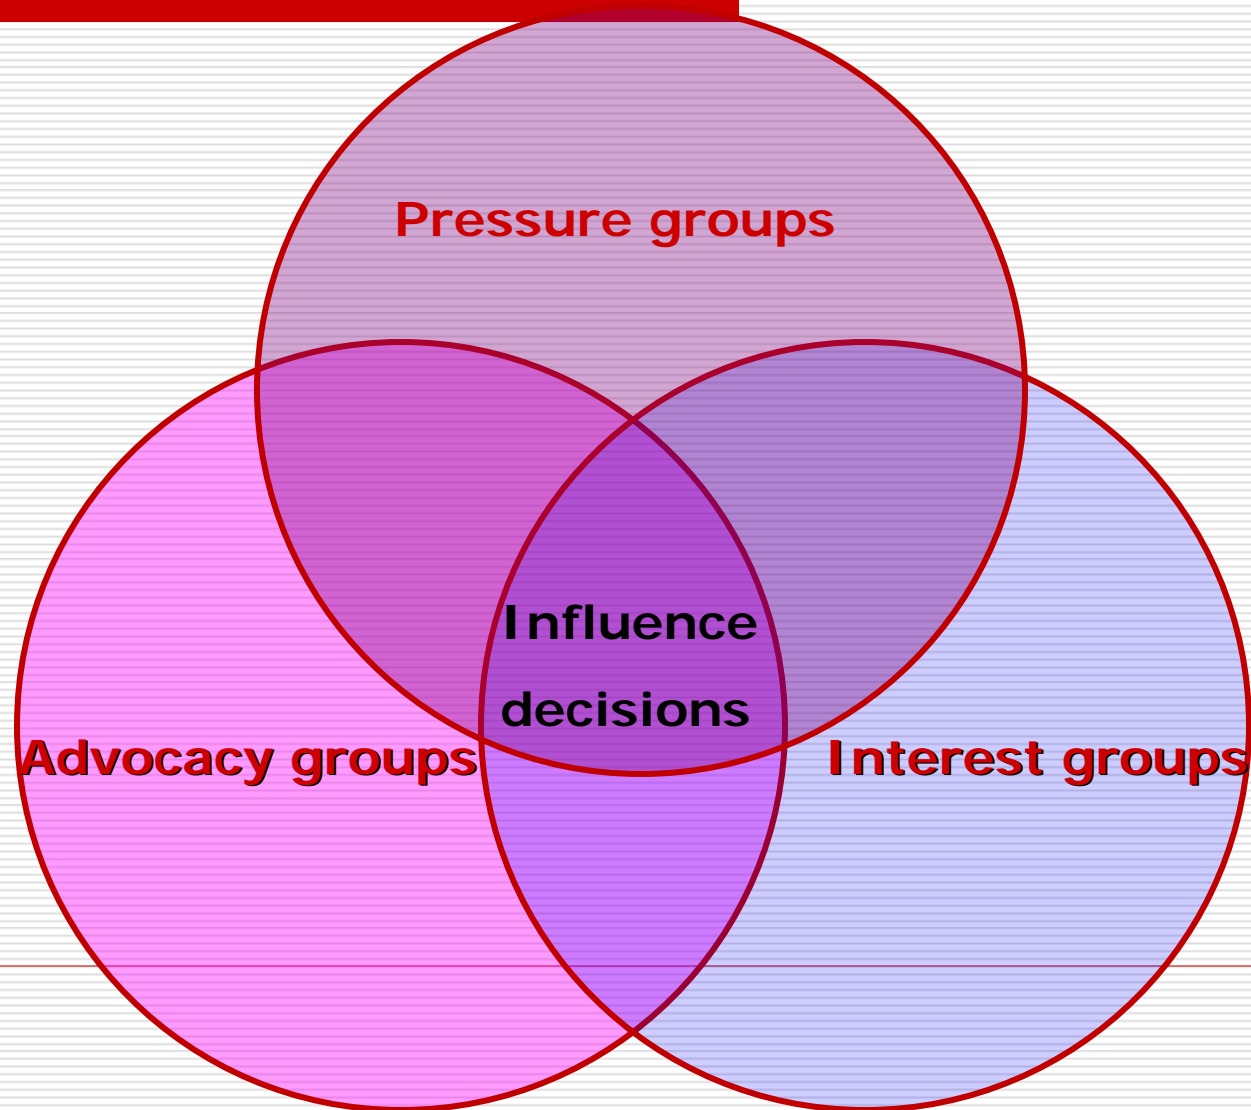 Pressure groups
Influence
decisions
Advocacy groups
Interest groups